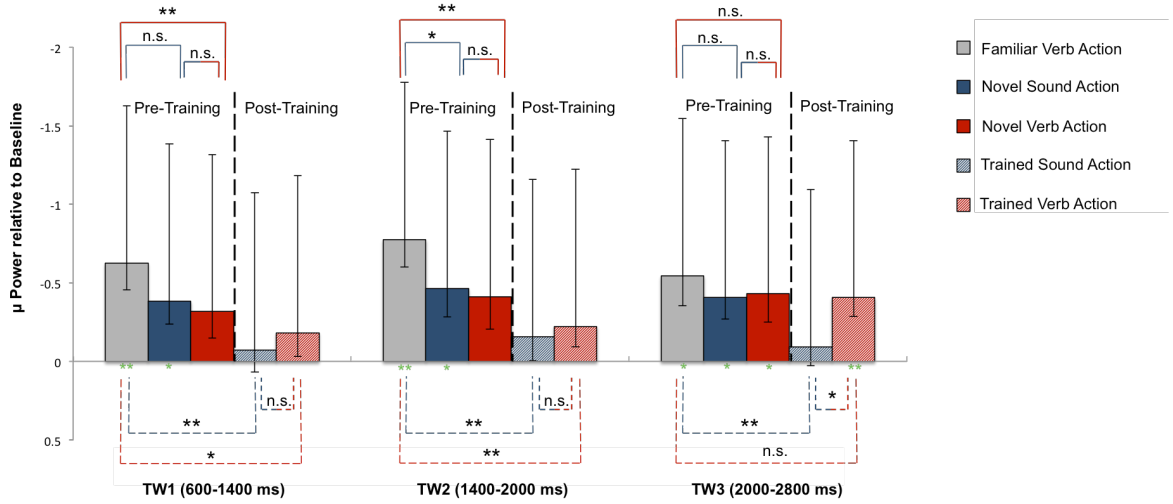 **
**
n.s.
n.s.
*
n.s.
n.s.
n.s.
n.s.
n.s.
-2
-1.5
-1
-0.5
0
0.5
μ Power relative to Baseline
Pre-Training
Post-Training
Pre-Training
Post-Training
Pre-Training
Post-Training
Familiar Verb Action
Novel Sound Action
Novel Verb Action
Trained Sound Action
Trained Verb Action
** * ** * * * * **
n.s.
n.s.
*
** ** **
* ** n.s.
TW1 (600-1400 ms)
TW2 (1400-2000 ms)
TW3 (2000-2800 ms)